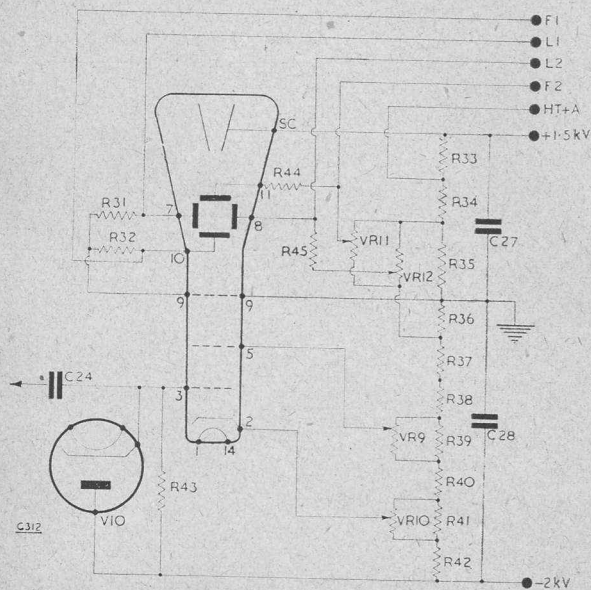 F1
L1
L2
F2
HT+A
+1·5kV
SC
R33
R44
11
R34
R31
7
8
R32
R45
VR11
C27
10
VR12
R35
9
9
R36
5
R37
C24
3
R38
2
VR9
R39
C28
1
14
R43
R40
VR10
R41
V10
G312
R42
-2kV